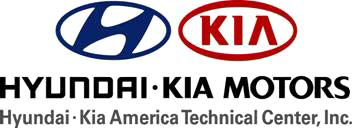 KIA
HYUNDAI·KIA MOTORS
Hyundai·Kia America Technical Center, Inc.